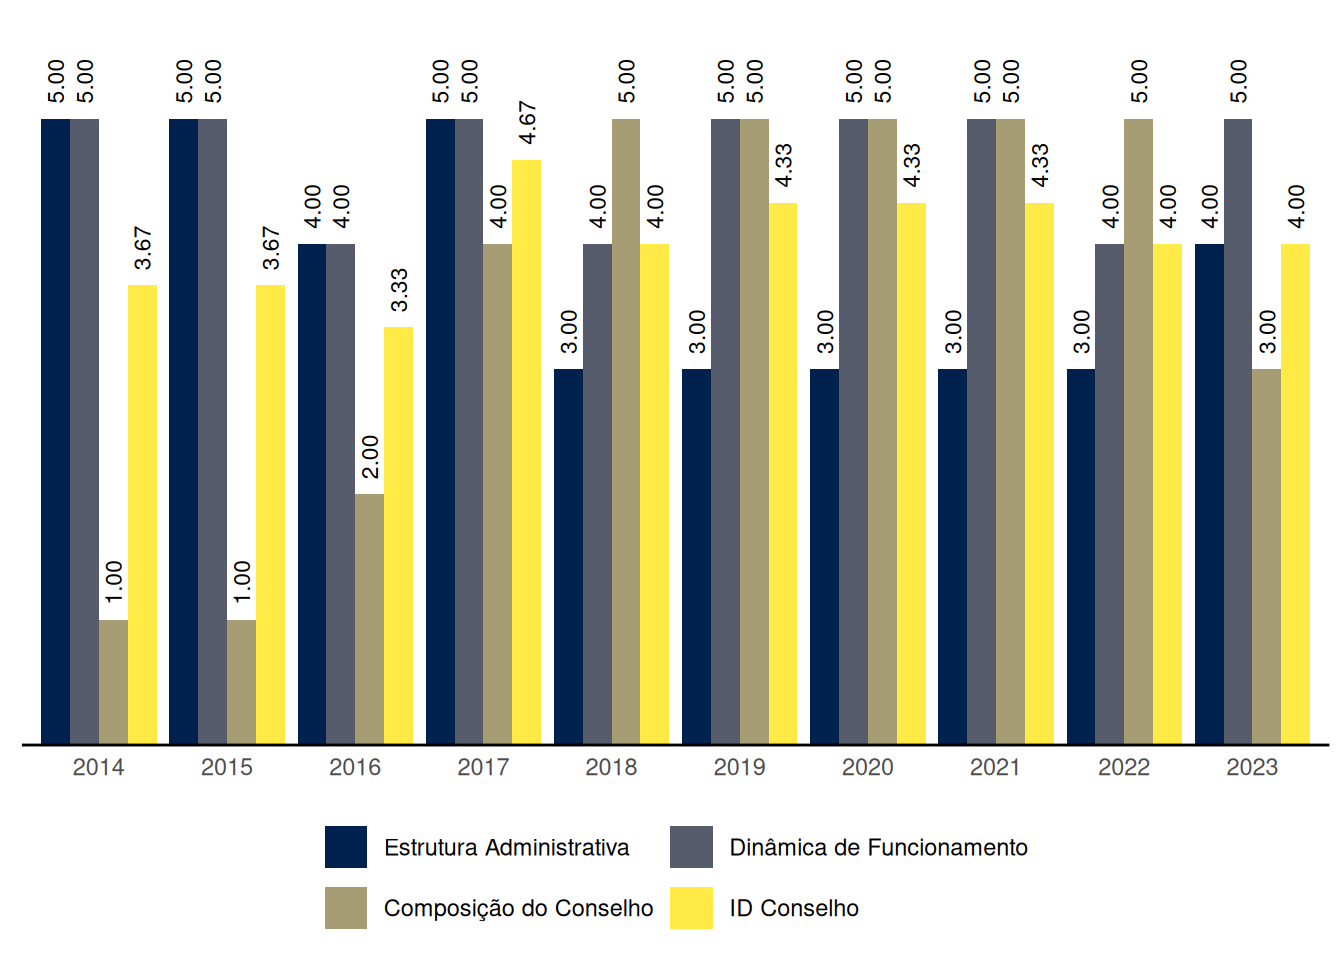 5.00 5.00 1.00 3.67
5.00 5.00 1.00 3.67
4.00 4.00 2.00 3.33
5.00 5.00 4.00 4.67
3.00 4.00 5.00 4.00
3.00 5.00 5.00 4.33
3.00 5.00 5.00 4.33
3.00 5.00 5.00 4.33
3.00 4.00 5.00 4.00
4.00 5.00 3.00 4.00
2014 2015 2016 2017 2018 2019 2020 2021 2022 2023
Estrutura Administrativa Dinâmica de Funcionamento
Composição do Conselho ID Conselho